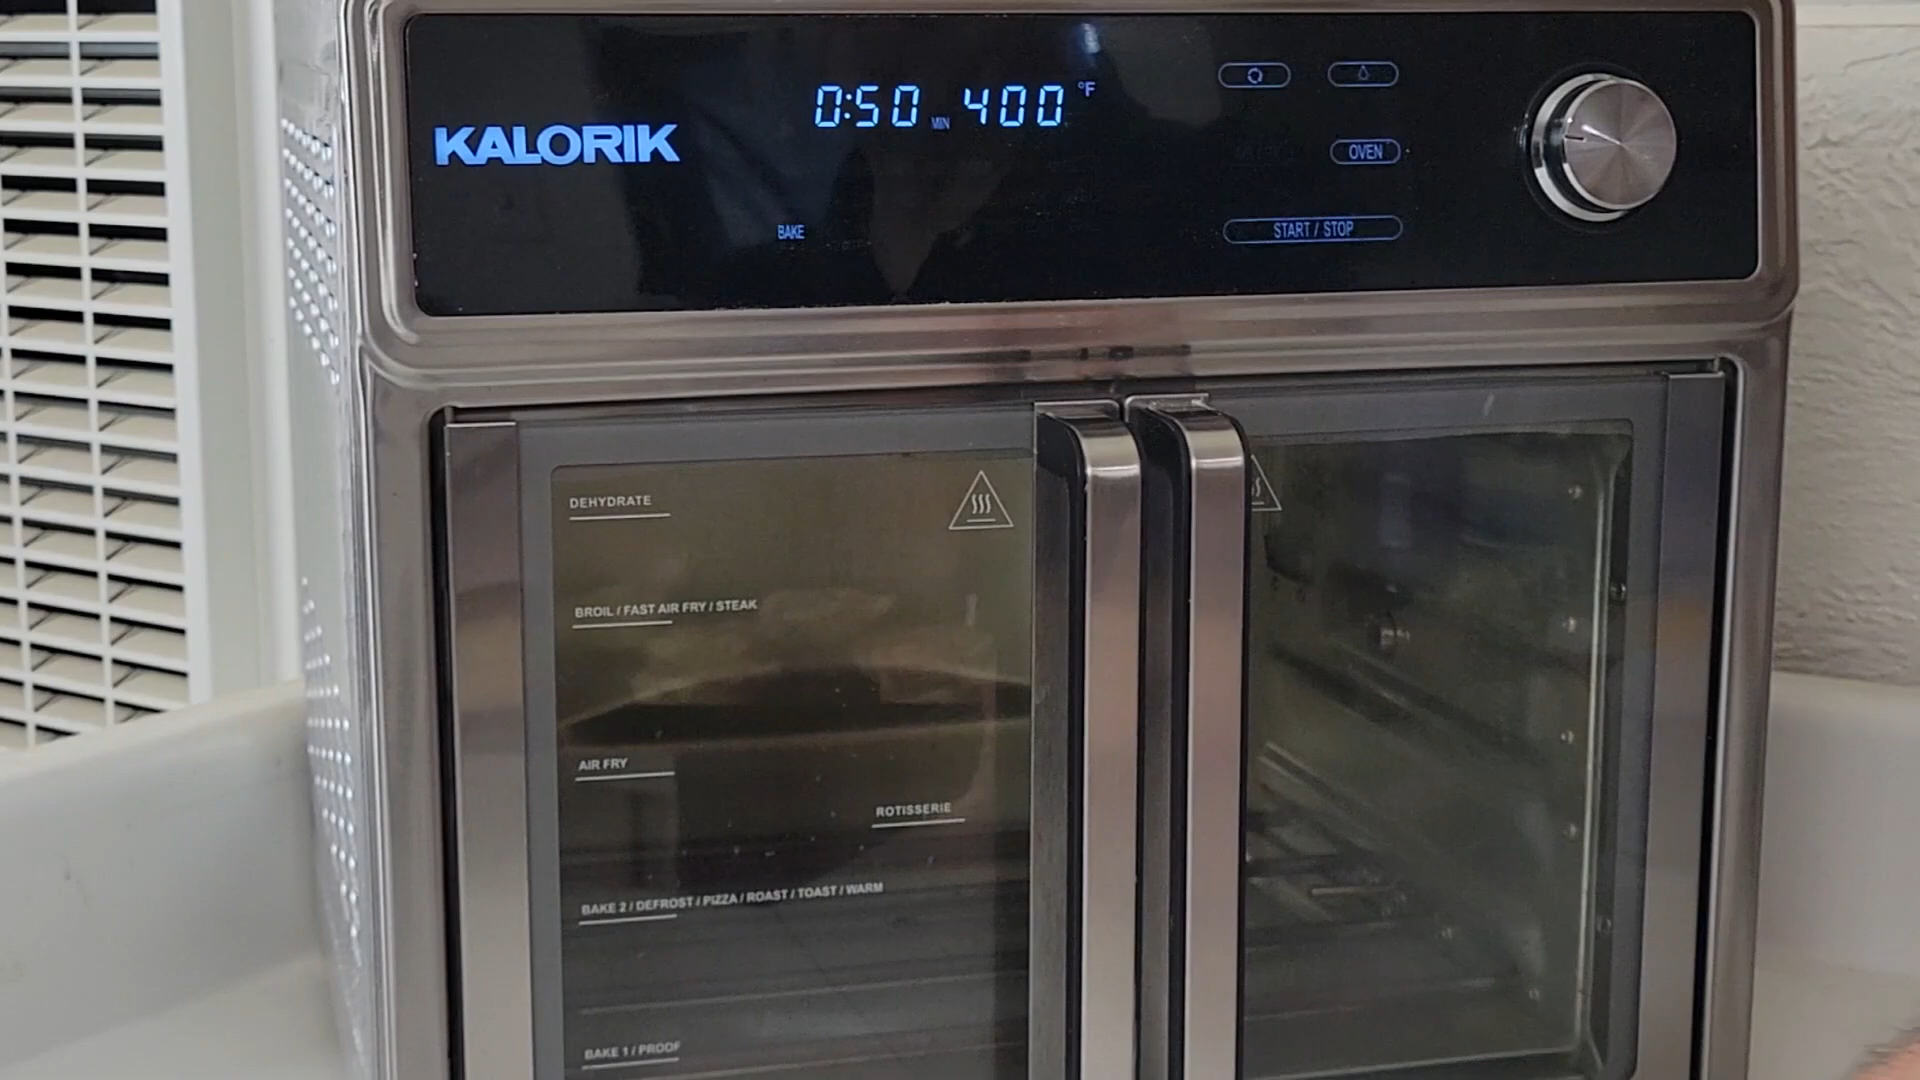 0:50 MIN 400 °F
KALORIK
OVEN
BAKE
START / STOP
DEHYDRATE
BROIL / FAST AIR FRY / STEAK
AIR FRY
ROTISSERIE
BAKE 2 / DEFROST / PIZZA / ROAST / TOAST / WARM
BAKE 1 / PROOF